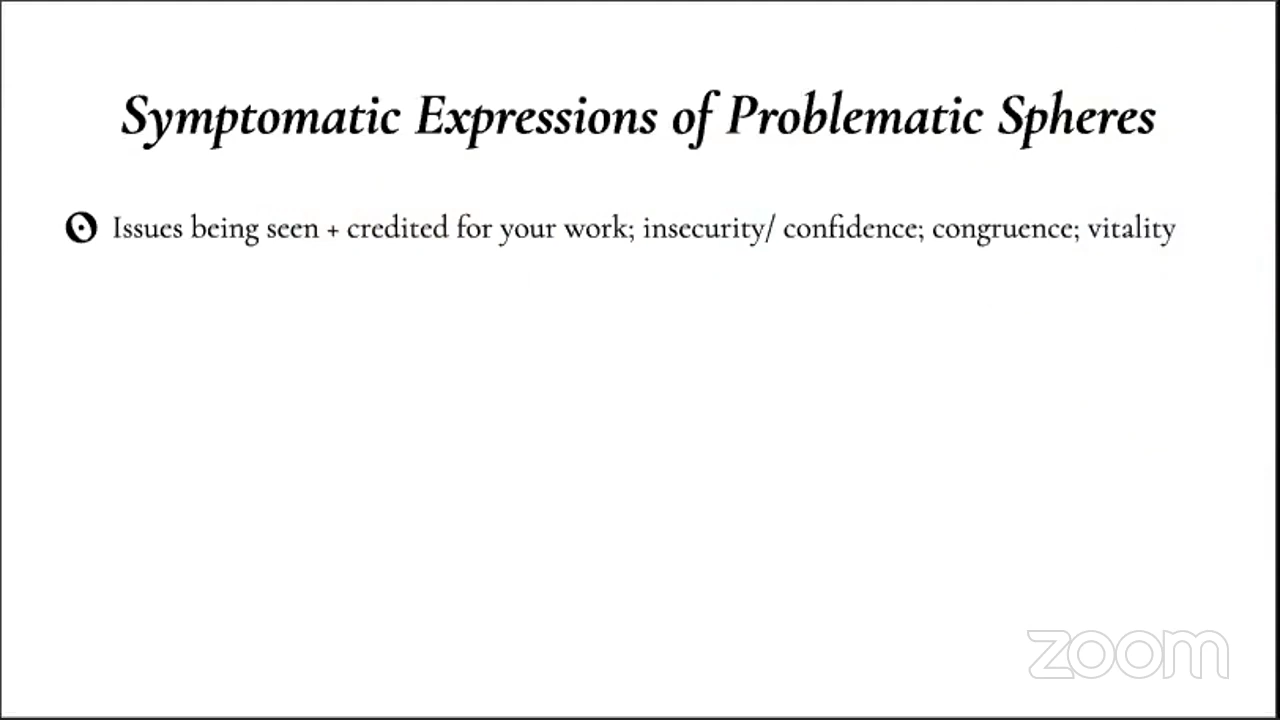 Symptomatic Expressions of Problematic Spheres
☉ Issues being seen + credited for your work; insecurity/ confidence; congruence; vitality
zoom